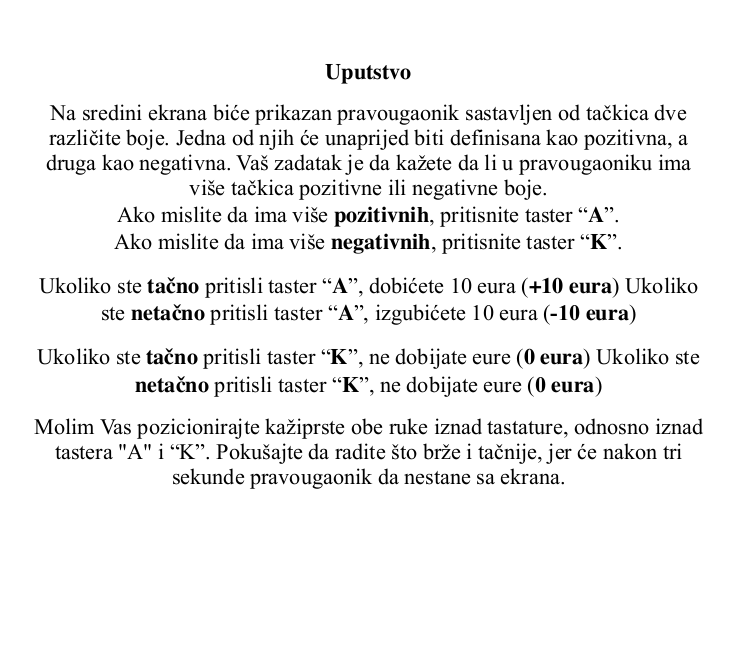 Uputstvo
Na sredini ekrana biće prikazan pravougaonik sastavljen od tačkica dve
različite boje. Jedna od njih će unaprijed biti definisana kao pozitivna, a
druga kao negativna. Vaš zadatak je da kažete da li u pravougaoniku ima
više tačkica pozitivne ili negativne boje.
Ako mislite da ima više pozitivnih, pritisnite taster “A”.
Ako mislite da ima više negativnih, pritisnite taster “K”.
Ukoliko ste tačno pritisli taster “A”, dobićete 10 eura (+10 eura) Ukoliko
ste netačno pritisli taster “A”, izgubićete 10 eura (-10 eura)
Ukoliko ste tačno pritisli taster “K”, ne dobijate eure (0 eura) Ukoliko ste
netačno pritisli taster “K”, ne dobijate eure (0 eura)
Molim Vas pozicionirajte kažiprste obe ruke iznad tastature, odnosno iznad
tastera "A" i “K”. Pokušajte da radite što brže i tačnije, jer će nakon tri
sekunde pravougaonik da nestane sa ekrana.